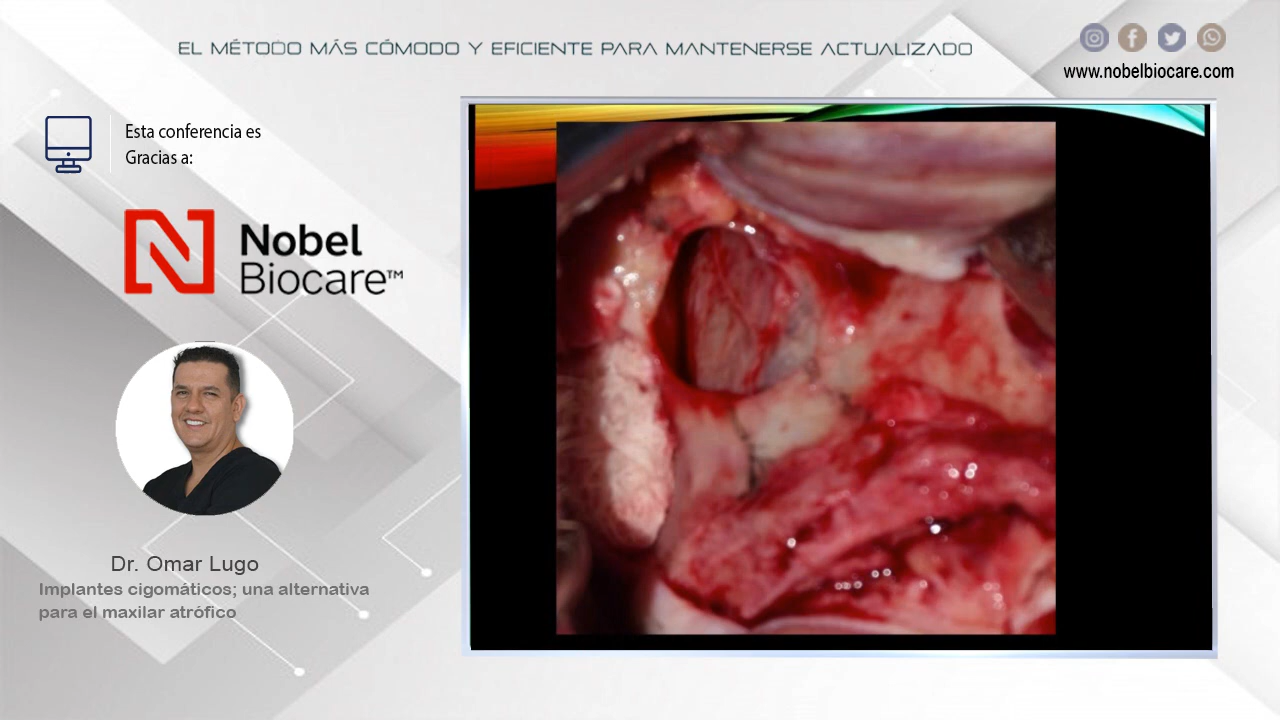 EL MÉTODO MÁS CÓMODO Y EFICIENTE PARA MANTENERSE ACTUALIZADO
www.nobelbiocare.com
Esta conferencia es
Gracias a:
Nobel
Biocare™
Dr. Omar Lugo
Implantes cigomáticos; una alternativa
para el maxilar atrófico